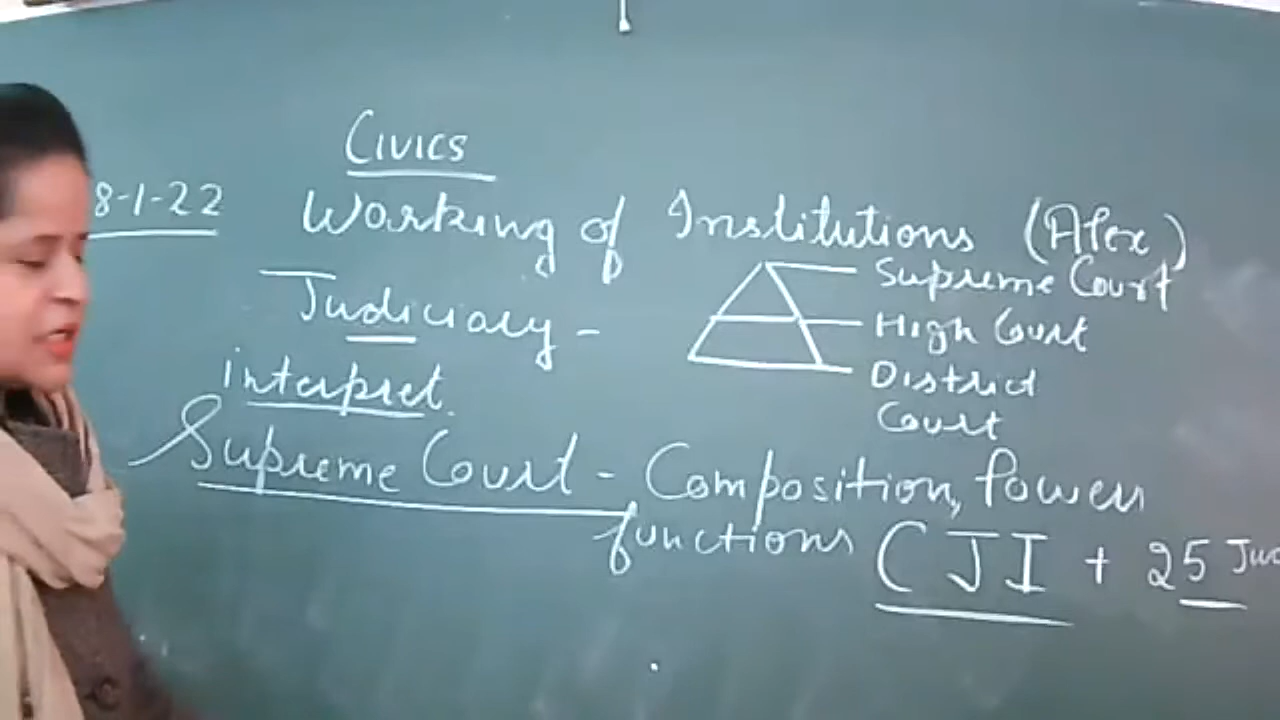 Civics
8-1-22 Working of Institutions (Alex)
Judiciary -
interpret.
Supreme Court
High Court
District
Court
Supreme Court - Composition, Powers
functions
CJI + 25